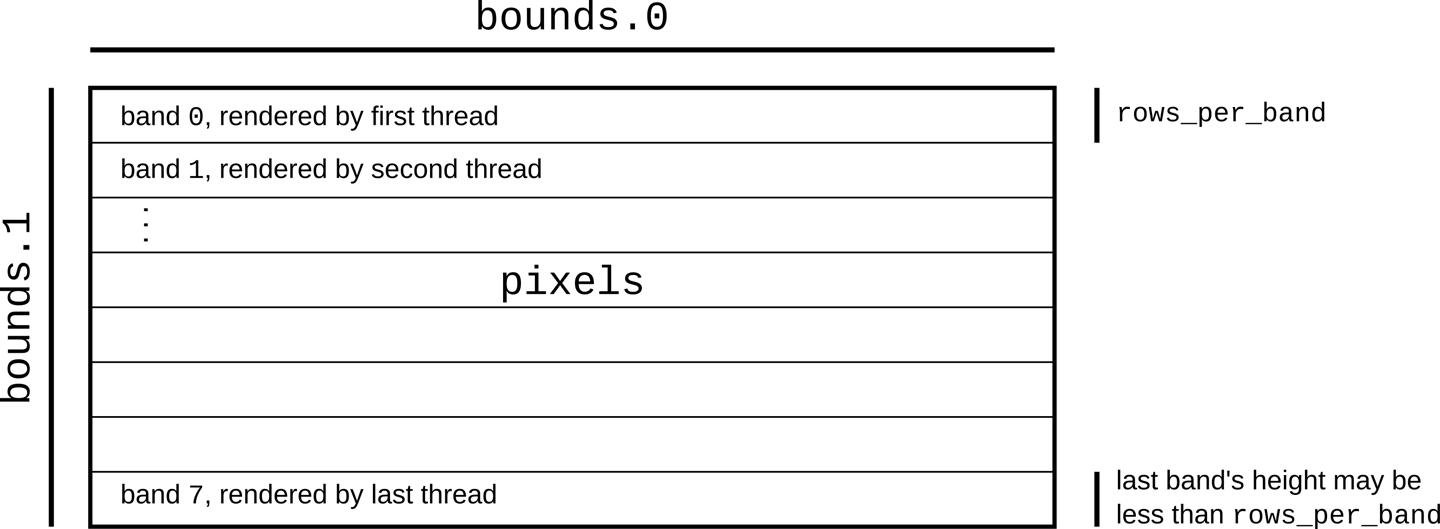 bounds.0
band 0, rendered by first thread
rows_per_band
band 1, rendered by second thread
⋮
bounds.1
pixels
band 7, rendered by last thread
last band's height may be
less than rows_per_band